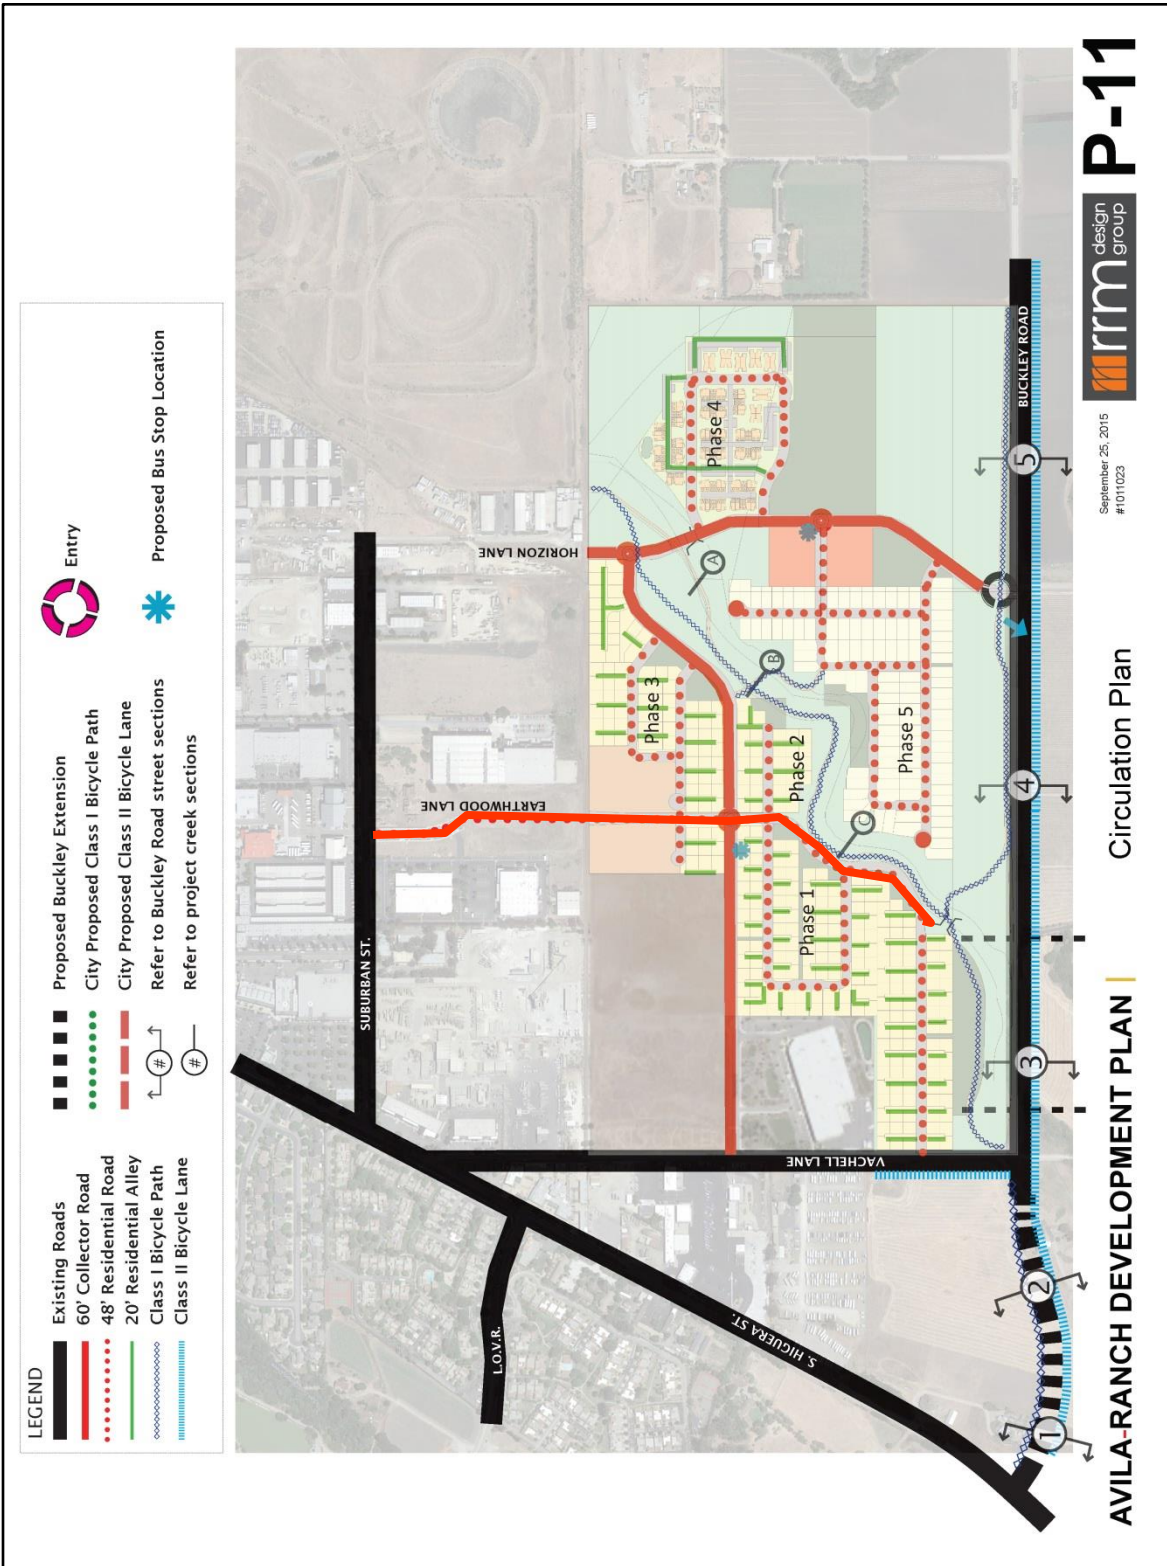 LEGEND
Existing Roads
60' Collector Road
48' Residential Road
20' Residential Alley
Class I Bicycle Path
Class II Bicycle Lane
Proposed Buckley Extension
City Proposed Class I Bicycle Path
City Proposed Class II Bicycle Lane
# Refer to Buckley Road street sections
# Refer to project creek sections
Entry
Proposed Bus Stop Location
SUBURBAN ST.
L.O.V.R.
S. HIGUERA ST.
VACHELL LANE
EARTHWOOD LANE
HORIZON LANE
BUCKLEY ROAD
Phase 1
Phase 2
Phase 3
Phase 4
Phase 5
A
B
C
1
2
3
4
5
AVILA-RANCH DEVELOPMENT PLAN |
Circulation Plan
September 25, 2015
#1011023
rrm design
group
P-11